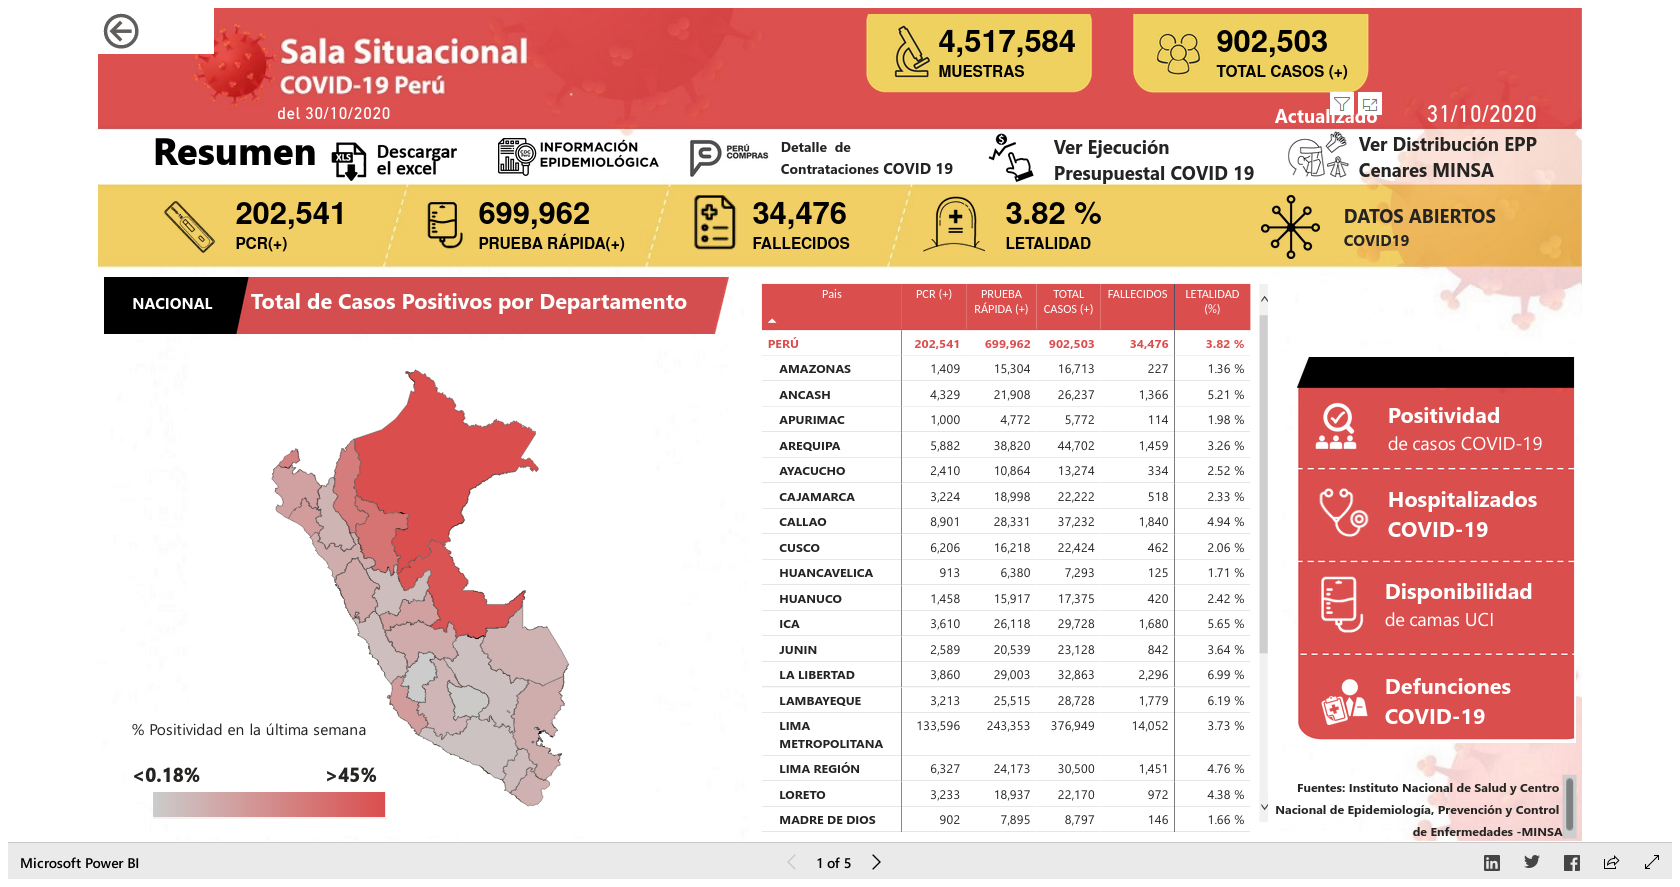 Sala Situacional
COVID-19 Perú
del 30/10/2020
4,517,584
MUESTRAS
902,503
TOTAL CASOS (+)
Actualizado
31/10/2020
Resumen
XLS
Descargar
el excel
INFORMACIÓN
EPIDEMIOLÓGICA
PERÚ
COMPRAS
Detalle de
Contrataciones COVID 19
Ver Ejecución
Presupuestal COVID 19
Ver Distribución EPP
Cenares MINSA
202,541
PCR(+)
699,962
PRUEBA RÁPIDA(+)
34,476
FALLECIDOS
3.82 %
LETALIDAD
DATOS ABIERTOS
COVID19
NACIONAL
Total de Casos Positivos por Departamento
% Positividad en la última semana
<0.18% >45%
Pais PCR (+) PRUEBA RÁPIDA (+) TOTAL CASOS (+) FALLECIDOS LETALIDAD (%)
PERÚ 202,541 699,962 902,503 34,476 3.82 %
AMAZONAS 1,409 15,304 16,713 227 1.36 %
ANCASH 4,329 21,908 26,237 1,366 5.21 %
APURIMAC 1,000 4,772 5,772 114 1.98 %
AREQUIPA 5,882 38,820 44,702 1,459 3.26 %
AYACUCHO 2,410 10,864 13,274 334 2.52 %
CAJAMARCA 3,224 18,998 22,222 518 2.33 %
CALLAO 8,901 28,331 37,232 1,840 4.94 %
CUSCO 6,206 16,218 22,424 462 2.06 %
HUANCAVELICA 913 6,380 7,293 125 1.71 %
HUANUCO 1,458 15,917 17,375 420 2.42 %
ICA 3,610 26,118 29,728 1,680 5.65 %
JUNIN 2,589 20,539 23,128 842 3.64 %
LA LIBERTAD 3,860 29,003 32,863 2,296 6.99 %
LAMBAYEQUE 3,213 25,515 28,728 1,779 6.19 %
LIMA METROPOLITANA 133,596 243,353 376,949 14,052 3.73 %
LIMA REGIÓN 6,327 24,173 30,500 1,451 4.76 %
LORETO 3,233 18,937 22,170 972 4.38 %
MADRE DE DIOS 902 7,895 8,797 146 1.66 %
Positividad
de casos COVID-19
Hospitalizados
COVID-19
Disponibilidad
de camas UCI
Defunciones
COVID-19
Fuentes: Instituto Nacional de Salud y Centro
Nacional de Epidemiología, Prevención y Control
de Enfermedades -MINSA
Microsoft Power BI
1 of 5